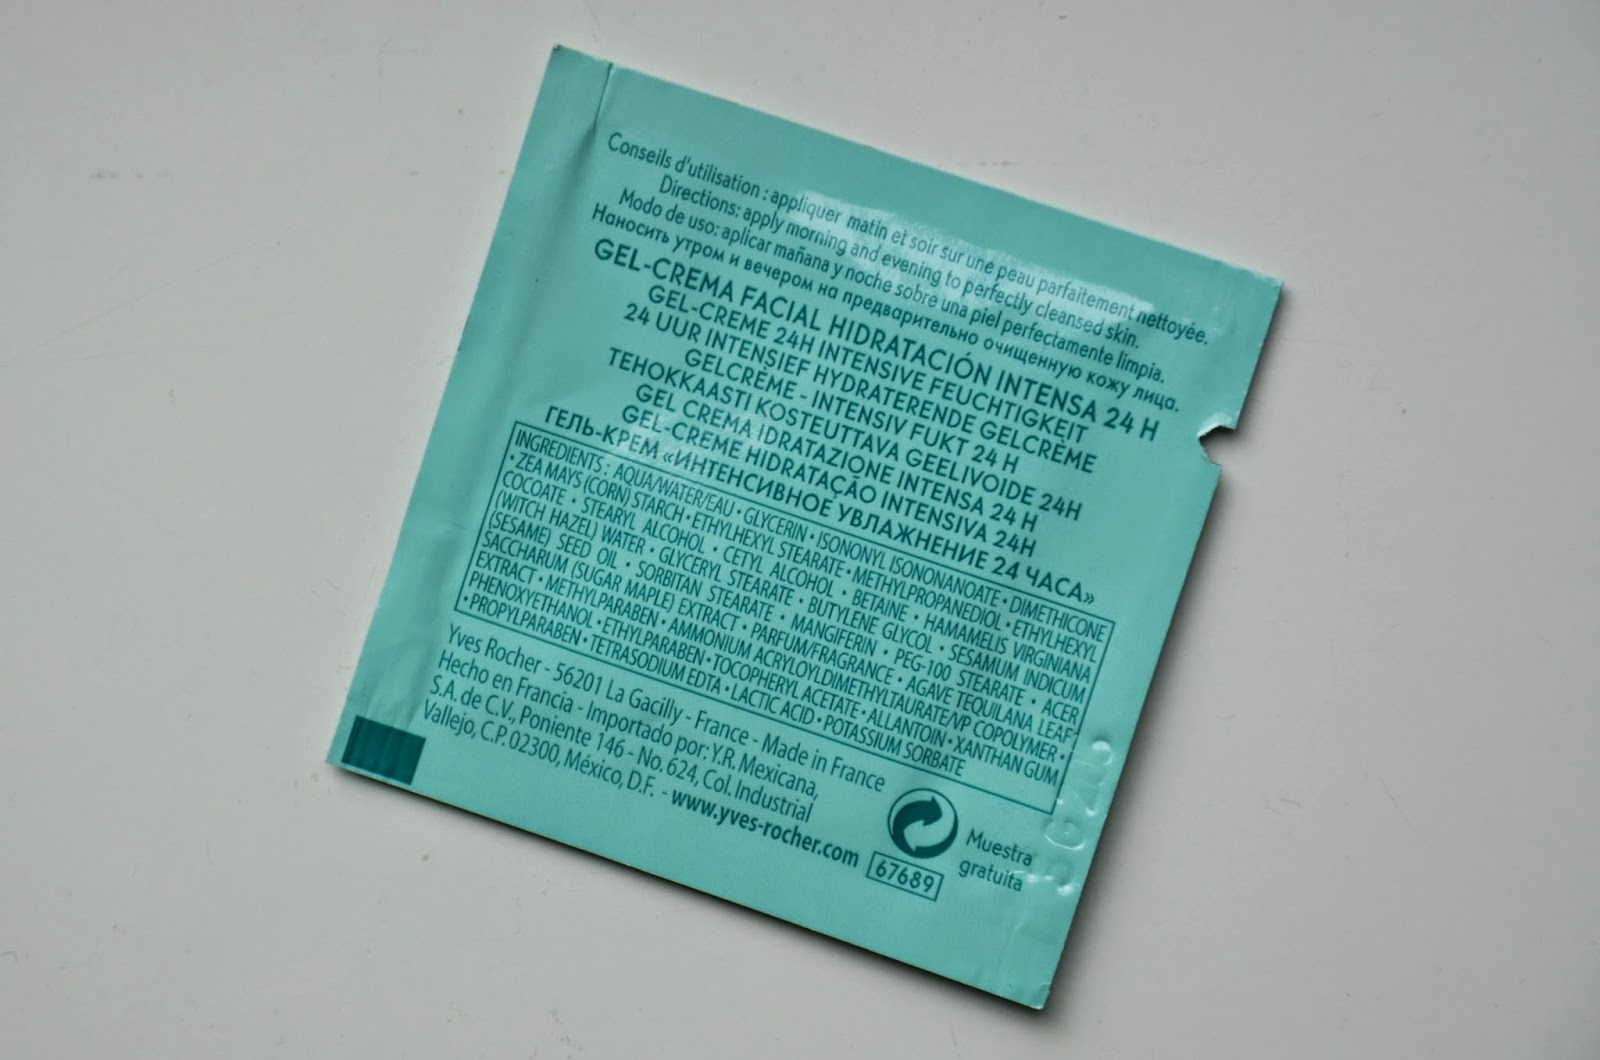 Conseils d'utilisation : appliquer matin et soir sur une peau parfaitement nettoyée.
Directions: apply morning and evening to perfectly cleansed skin.
Modo de uso: aplicar mañana y noche sobre una piel perfectamente limpia.
Наносить утром и вечером на предварительно очищенную кожу лица.
GEL-CREMA FACIAL HIDRATACIÓN INTENSA 24 H
GEL-CREME 24H INTENSIVE FEUCHTIGKEIT
24 UUR INTENSIEF HYDRATERENDE GELCRÈME
GELCRÈME - INTENSIV FUKT 24 H
TEHOKKAASTI KOSTEUTTAVA GEELIVOIDE 24H
GEL CREMA IDRATAZIONE INTENSA 24 H
GEL-CREME HIDRATAÇÃO INTENSIVA 24H
ГЕЛЬ-КРЕМ «ИНТЕНСИВНОЕ УВЛАЖНЕНИЕ 24 ЧАСА»
INGREDIENTS : AQUA/WATER/EAU • GLYCERIN • ISONONYL ISONONANOATE • DIMETHICONE
• ZEA MAYS (CORN) STARCH • ETHYLHEXYL STEARATE • METHYLPROPANEDIOL • ETHYLHEXYL
COCOATE • STEARYL ALCOHOL • CETYL ALCOHOL • BETAINE • HAMAMELIS VIRGINIANA
(WITCH HAZEL) WATER • GLYCERYL STEARATE • BUTYLENE GLYCOL • SESAMUM INDICUM
(SESAME) SEED OIL • SORBITAN STEARATE • MANGIFERIN • PEG-100 STEARATE • ACER
SACCHARUM (SUGAR MAPLE) EXTRACT • PARFUM/FRAGRANCE • AGAVE TEQUILANA LEAF
EXTRACT • METHYLPARABEN • AMMONIUM ACRYLOYLDIMETHYLTAURATE/VP COPOLYMER •
PHENOXYETHANOL • ETHYLPARABEN • TOCOPHERYL ACETATE • ALLANTOIN • XANTHAN GUM
• PROPYLPARABEN • TETRASODIUM EDTA • LACTIC ACID • POTASSIUM SORBATE
Yves Rocher - 56201 La Gacilly - France - Made in France
Hecho en Francia - Importado por: Y.R. Mexicana,
S.A. de C.V., Poniente 146 - No. 624, Col. Industrial
Vallejo, C.P. 02300, México, D.F. - www.yves-rocher.com
67689
Muestra
gratuita